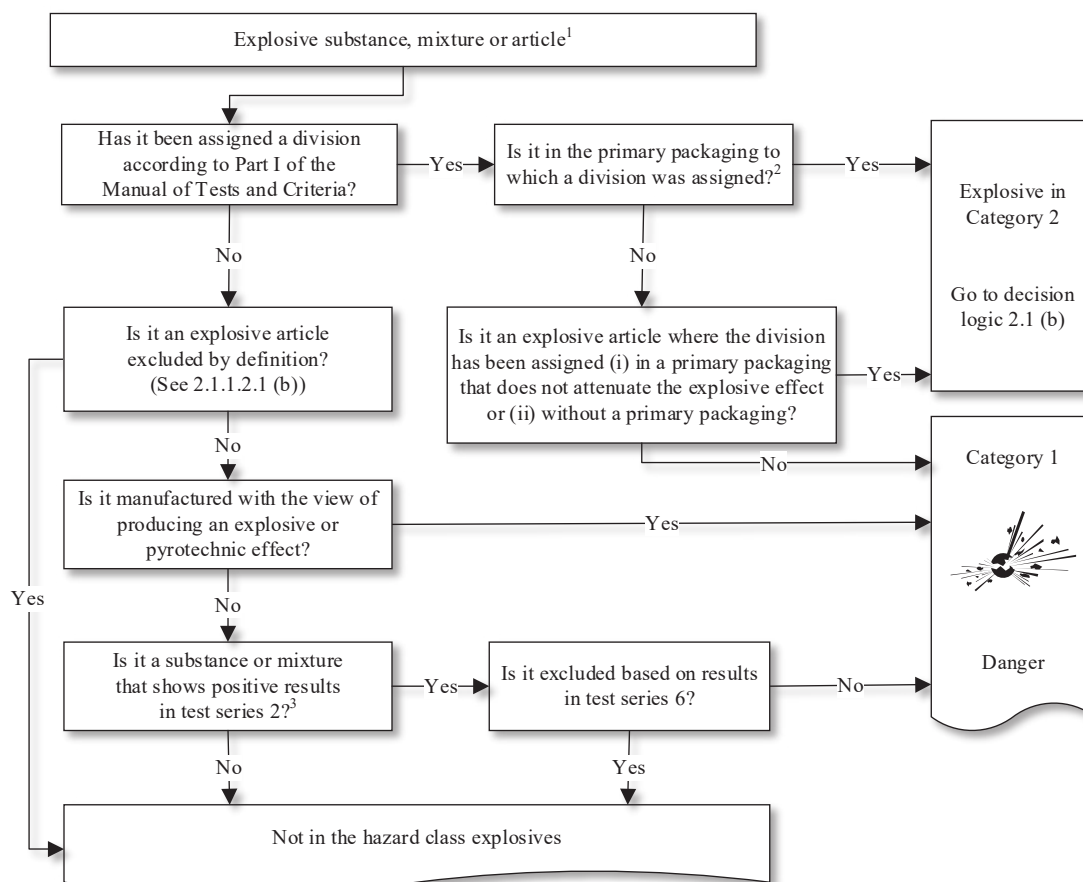 Explosive substance, mixture or article1
Has it been assigned a division
according to Part I of the
Manual of Tests and Criteria?
Yes
Is it in the primary packaging to
which a division was assigned?2
Yes
Explosive in
Category 2
Go to decision
logic 2.1 (b)
No
No
Is it an explosive article
excluded by definition?
(See 2.1.1.2.1 (b))
Is it an explosive article where the division
has been assigned (i) in a primary packaging
that does not attenuate the explosive effect
or (ii) without a primary packaging?
Yes
No
No
Category 1
Is it manufactured with the view of
producing an explosive or
pyrotechnic effect?
Yes
Yes
No
Is it a substance or mixture
that shows positive results
in test series 2?3
Yes
Is it excluded based on results
in test series 6?
No
Danger
No
Yes
Not in the hazard class explosives